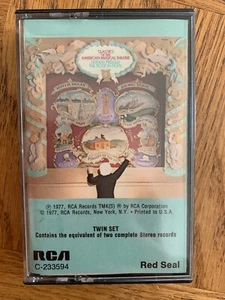 CLASSICS
OF THE
AMERICAN MUSICAL THEATRE
Ⓟ 1977, RCA Records TMK(S) ® by RCA Corporation
© 1977, RCA Records, New York, N.Y. • Printed in U.S.A.
TWIN SET
Contains the equivalent of two complete Stereo records
RCA
C-233594
Red Seal